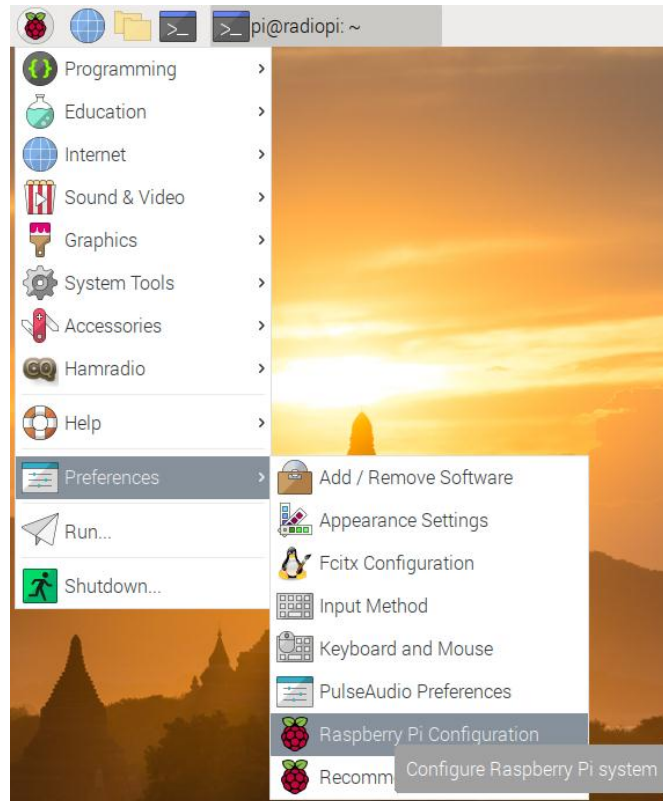 >_ >_ pi@radiopi: ~
Programming
Education
Internet
Sound & Video
Graphics
System Tools
Accessories
CQ Hamradio
Help
Preferences
Run...
Shutdown...
Add / Remove Software
Appearance Settings
Fcitx Configuration
Input Method
Keyboard and Mouse
PulseAudio Preferences
Raspberry Pi Configuration
Configure Raspberry Pi system